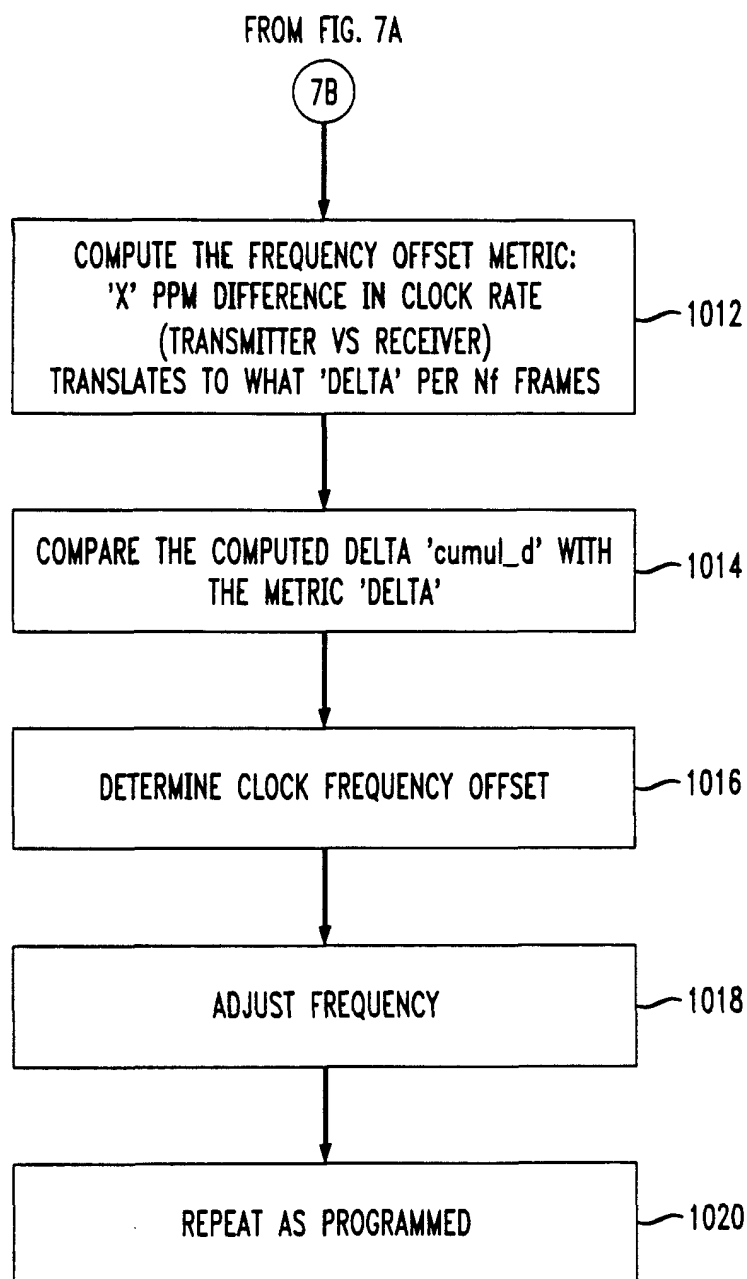 FROM FIG. 7A
7B
COMPUTE THE FREQUENCY OFFSET METRIC:
'X' PPM DIFFERENCE IN CLOCK RATE
(TRANSMITTER VS RECEIVER)
TRANSLATES TO WHAT 'DELTA' PER Nf FRAMES
1012
COMPARE THE COMPUTED DELTA 'cumul_d' WITH
THE METRIC 'DELTA'
1014
DETERMINE CLOCK FREQUENCY OFFSET
1016
ADJUST FREQUENCY
1018
REPEAT AS PROGRAMMED
1020